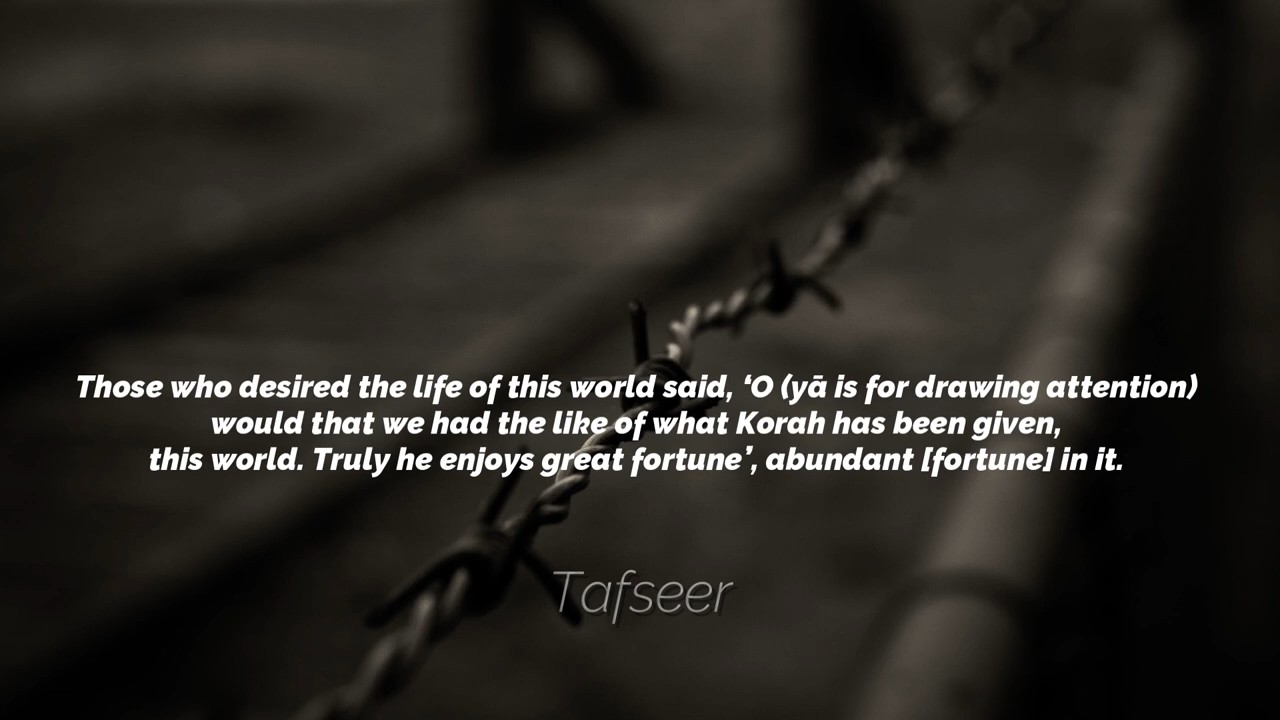 Those who desired the life of this world said, ‘O (yā is for drawing attention)
would that we had the like of what Korah has been given,
this world. Truly he enjoys great fortune’, abundant [fortune] in it.
Tafseer